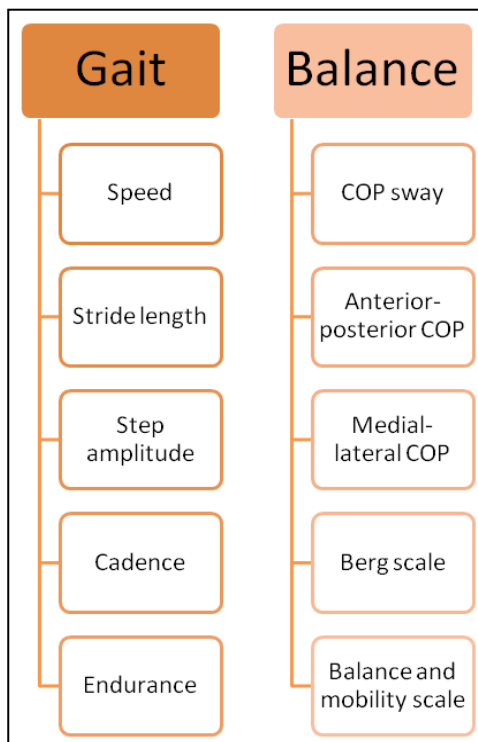 Gait
Speed
Stride length
Step
amplitude
Cadence
Endurance
Balance
COP sway
Anterior-
posterior COP
Medial-
lateral COP
Berg scale
Balance and
mobility scale